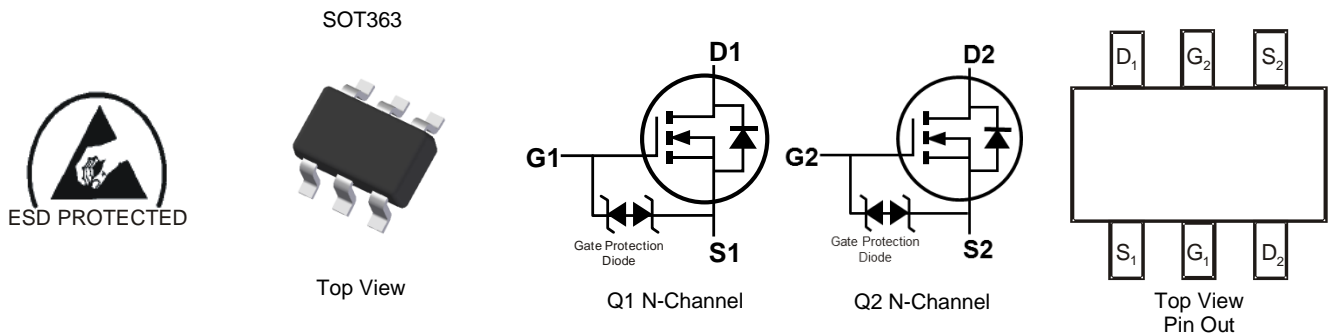 SOT363
ESD PROTECTED
Top View
D1
G1
S1
Gate Protection
Diode
Q1 N-Channel
D2
G2
S2
Gate Protection
Diode
Q2 N-Channel
D₁ G₂ S₂
S₁ G₁ D₂
Top View
Pin Out